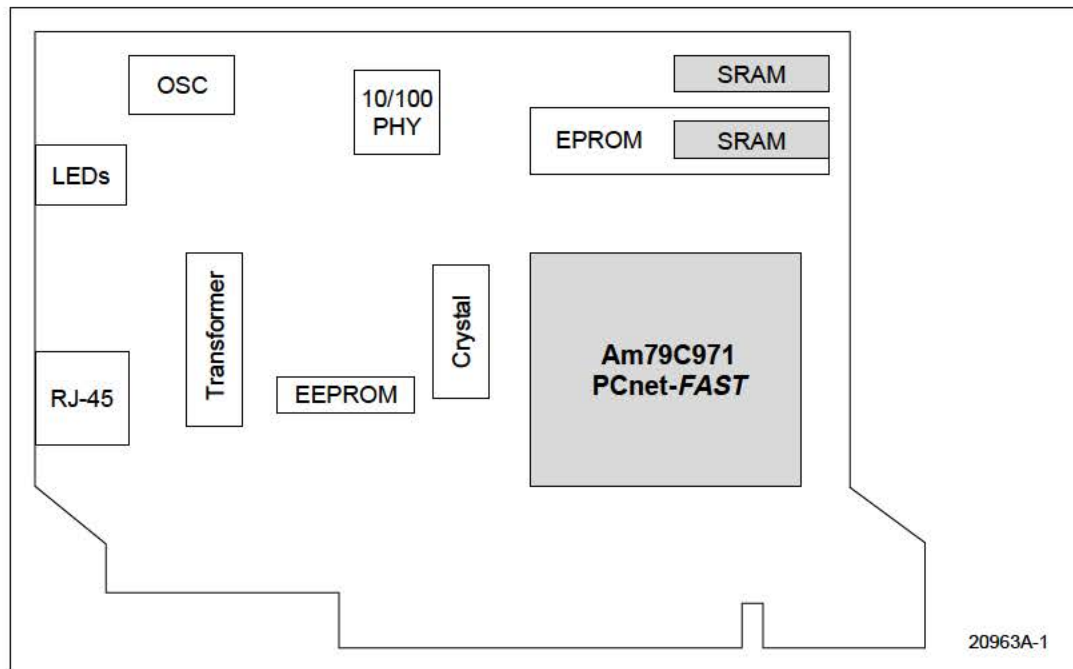 OSC
10/100
PHY
SRAM
EPROM
SRAM
LEDs
Transformer
Crystal
Am79C971
PCnet-FAST
RJ-45
EEPROM
20963A-1